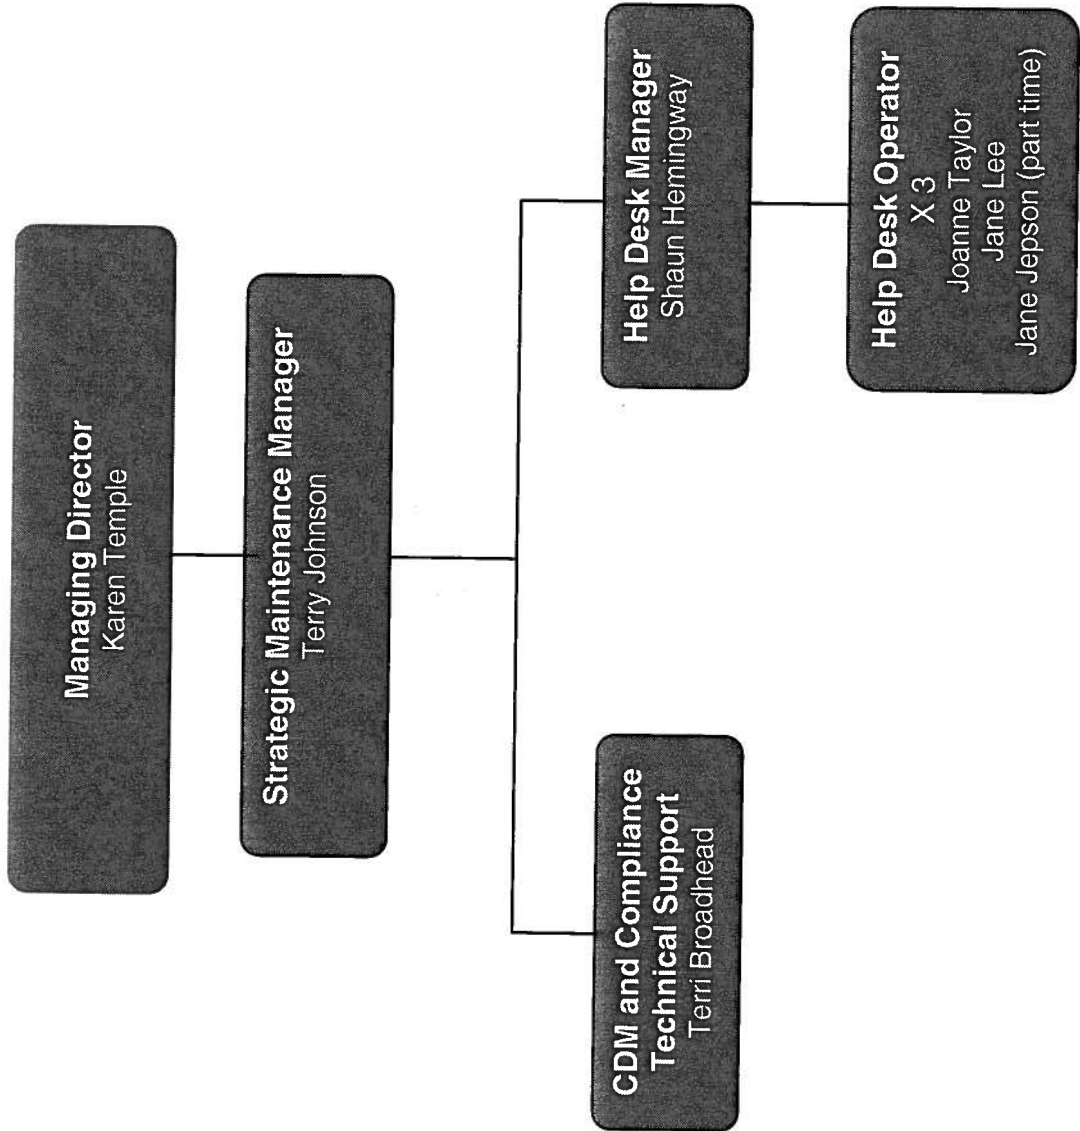 Managing Director
Karen Temple
Strategic Maintenance Manager
Terry Johnson
CDM and Compliance
Technical Support
Terri Broadhead
Help Desk Manager
Shaun Hemingway
Help Desk Operator
X 3
Joanne Taylor
Jane Lee
Jane Jepson (part time)